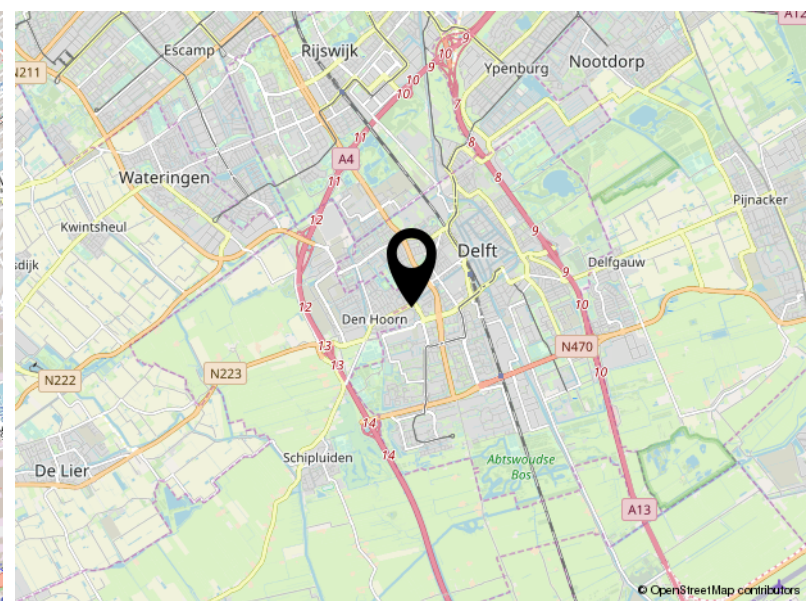 Escamp
Rijswijk
9
10
9
A12
N211
10
Ypenburg
Nootdorp
10
7
11
8
A4
Wateringen
11
8
12
Pijnacker
Kwintsheul
9
Delft
sdijk
9
Delfgauw
12
10
Den Hoorn
13
N470
13
N223
N222
10
14
De Lier
Schipluiden
14
Abtswoudse
Bos
A13
© OpenStreetMap contributors